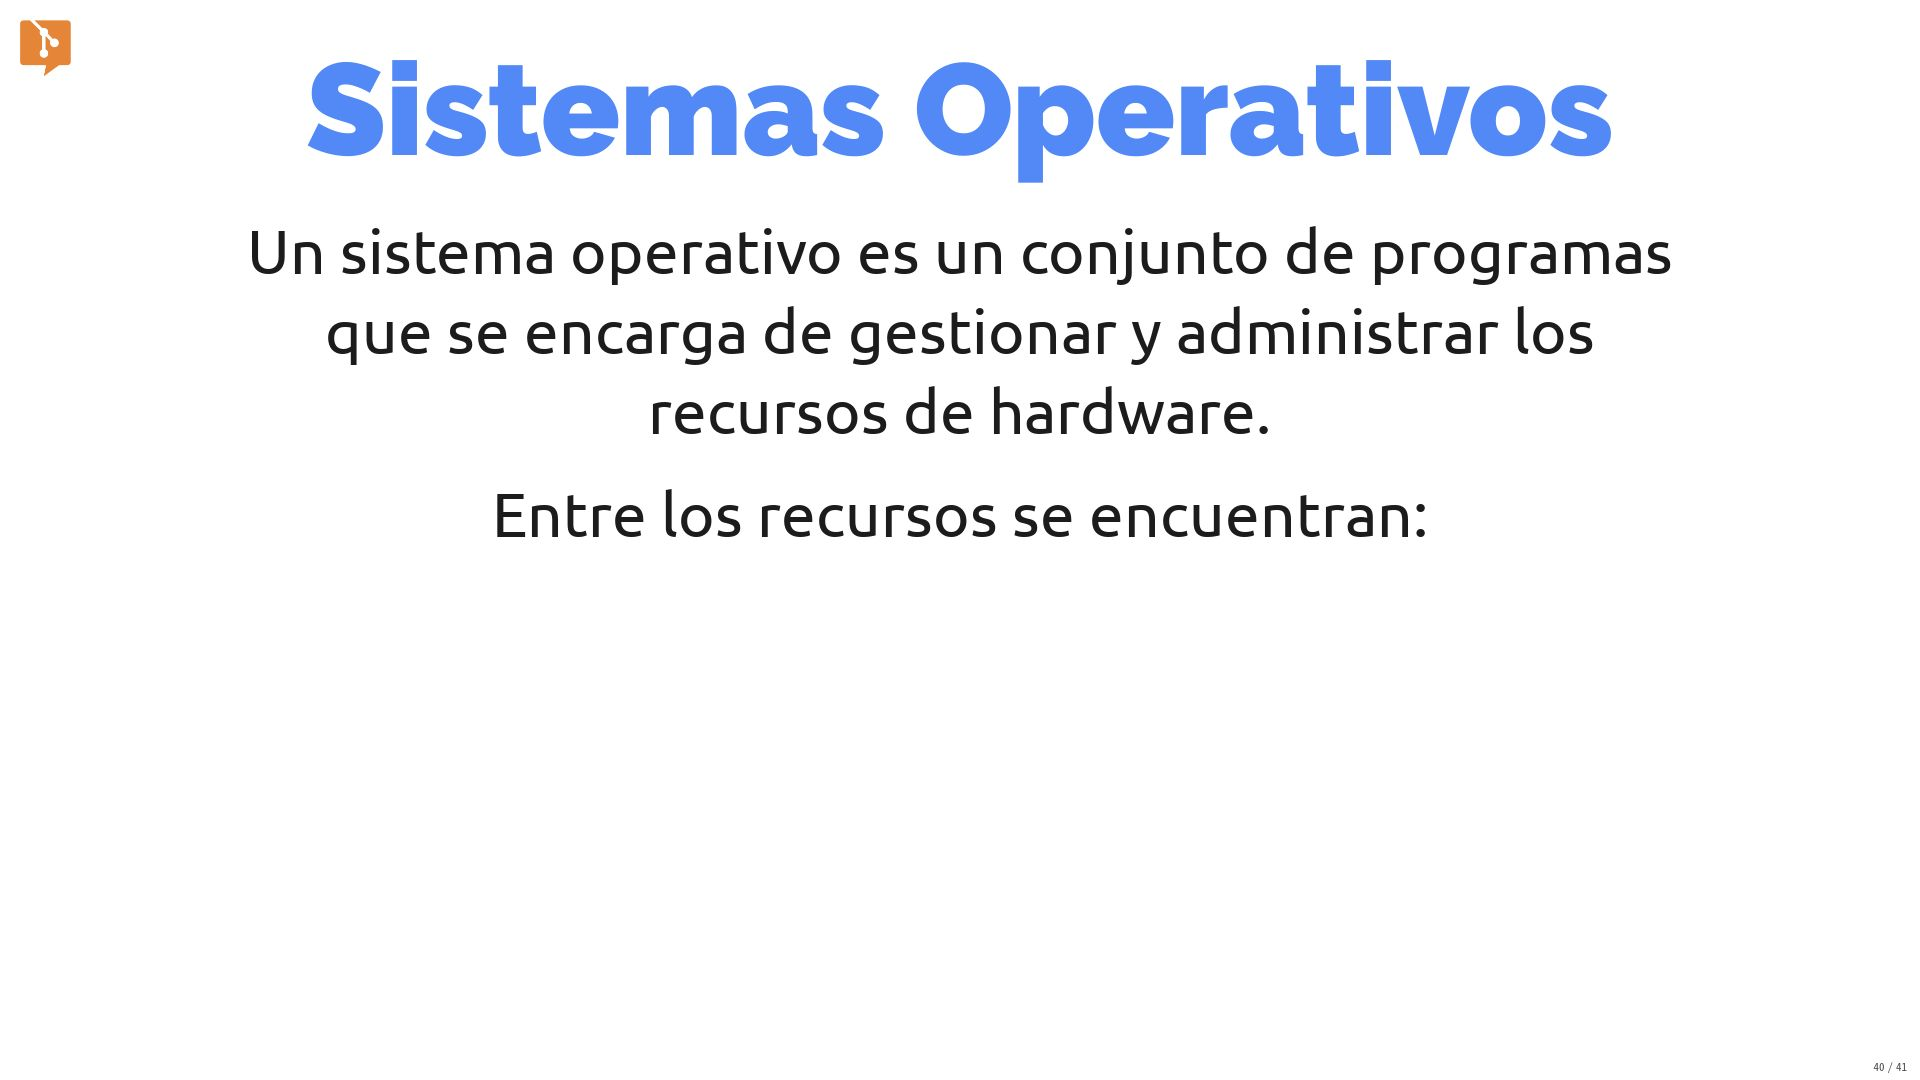 Sistemas Operativos
Un sistema operativo es un conjunto de programas
que se encarga de gestionar y administrar los
recursos de hardware.
Entre los recursos se encuentran:
40 / 41